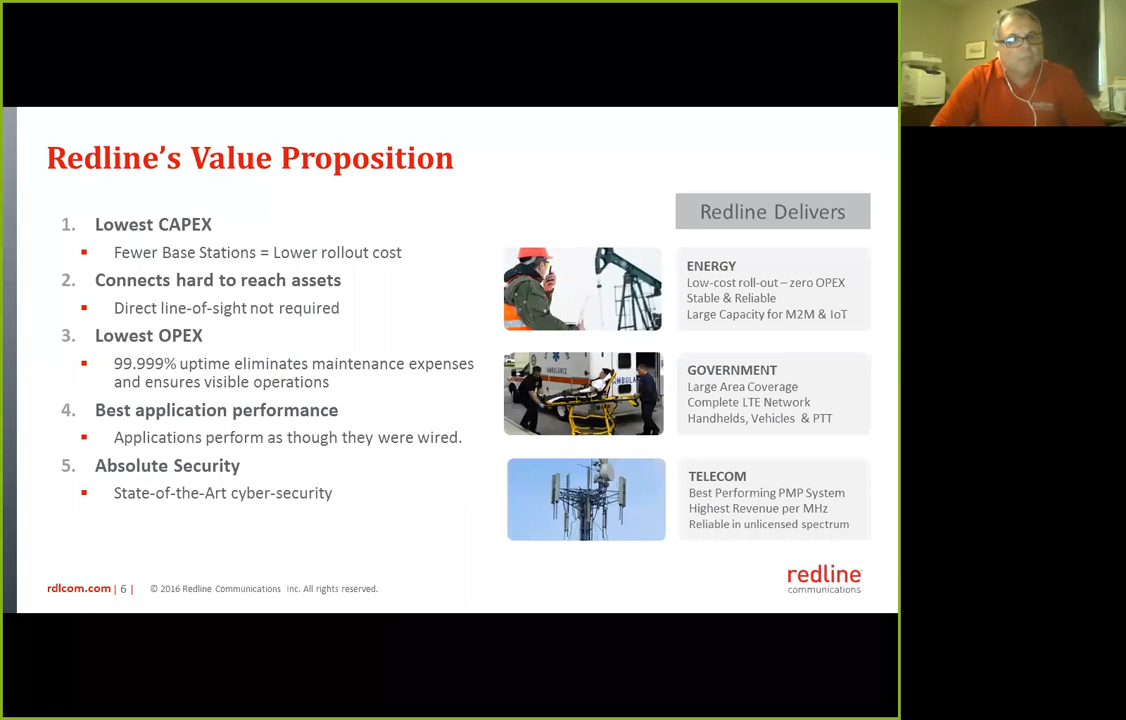 Redline’s Value Proposition
1. Lowest CAPEX
Fewer Base Stations = Lower rollout cost
2. Connects hard to reach assets
Direct line-of-sight not required
3. Lowest OPEX
99.999% uptime eliminates maintenance expenses
and ensures visible operations
4. Best application performance
Applications perform as though they were wired.
5. Absolute Security
State-of-the-Art cyber-security
Redline Delivers
ENERGY
Low-cost roll-out – zero OPEX
Stable & Reliable
Large Capacity for M2M & IoT
AMBULANCE
GOVERNMENT
Large Area Coverage
Complete LTE Network
Handhelds, Vehicles & PTT
TELECOM
Best Performing PMP System
Highest Revenue per MHz
Reliable in unlicensed spectrum
rdlcom.com | 6 | © 2016 Redline Communications Inc. All rights reserved.
redline
communications
redline